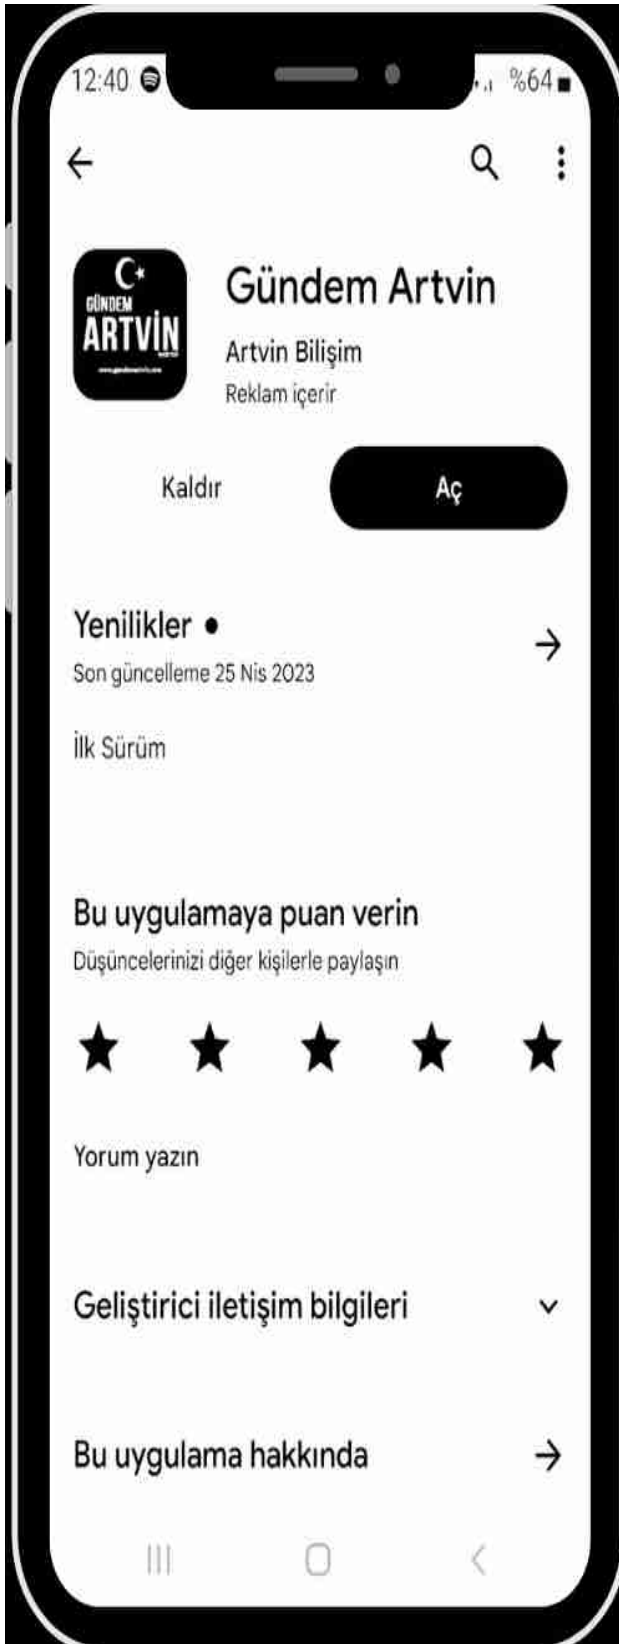 12:40
%64
GÜNDEM
ARTVİN
Gündem Artvin
Artvin Bilişim
Reklam içerir
Kaldır
Aç
Yenilikler
Son güncelleme 25 Nis 2023
İlk Sürüm
Bu uygulamaya puan verin
Düşüncelerinizi diğer kişilerle paylaşın
Yorum yazın
Geliştirici iletişim bilgileri
Bu uygulama hakkında